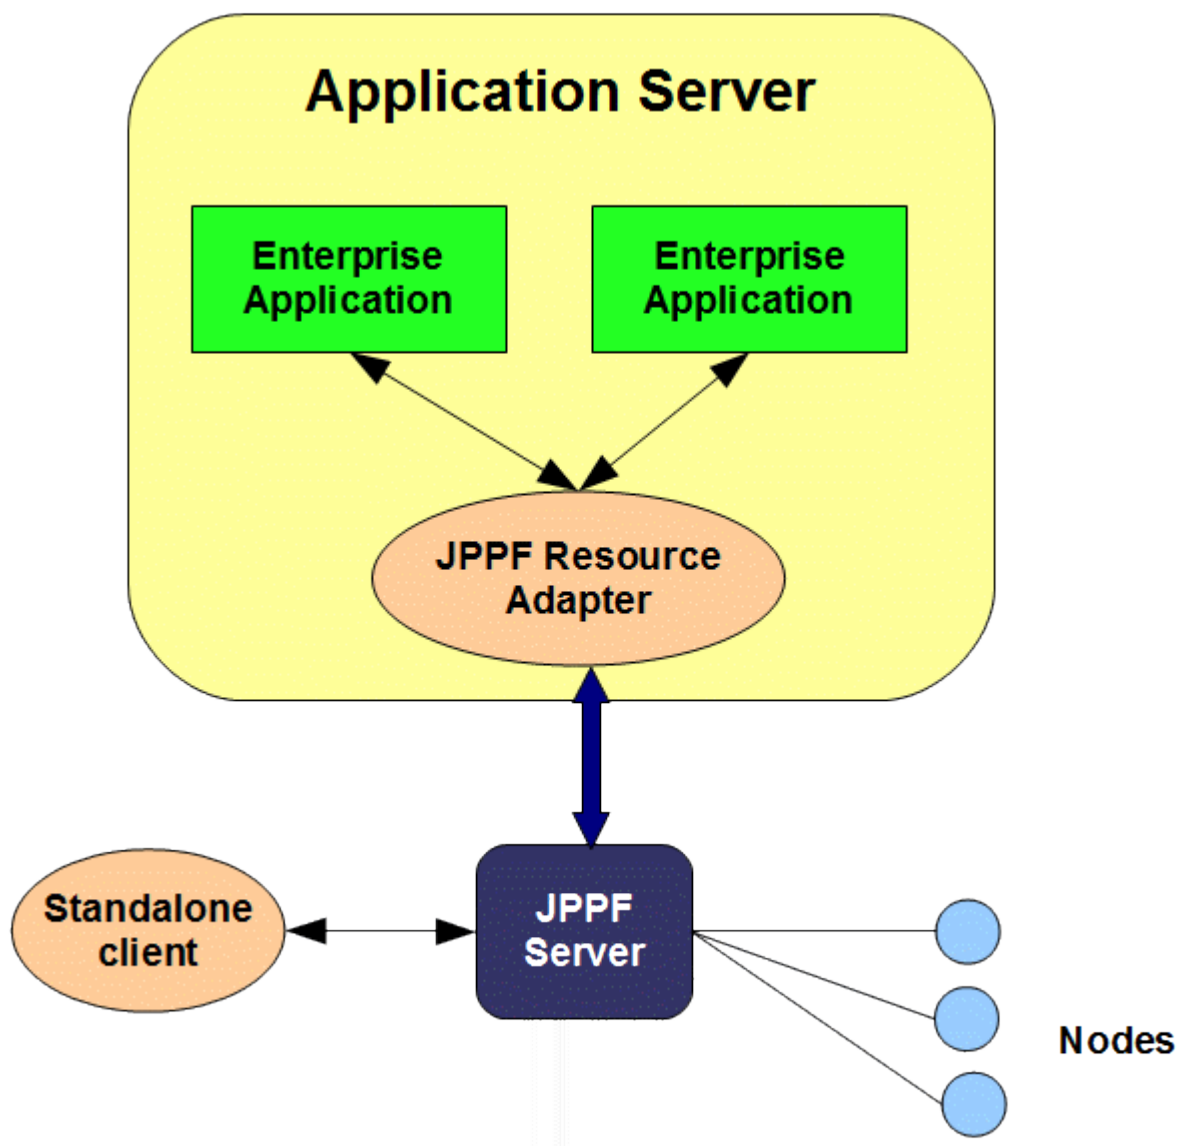 Application Server
Enterprise
Application
Enterprise
Application
JPPF Resource
Adapter
Standalone
client
JPPF
Server
Nodes